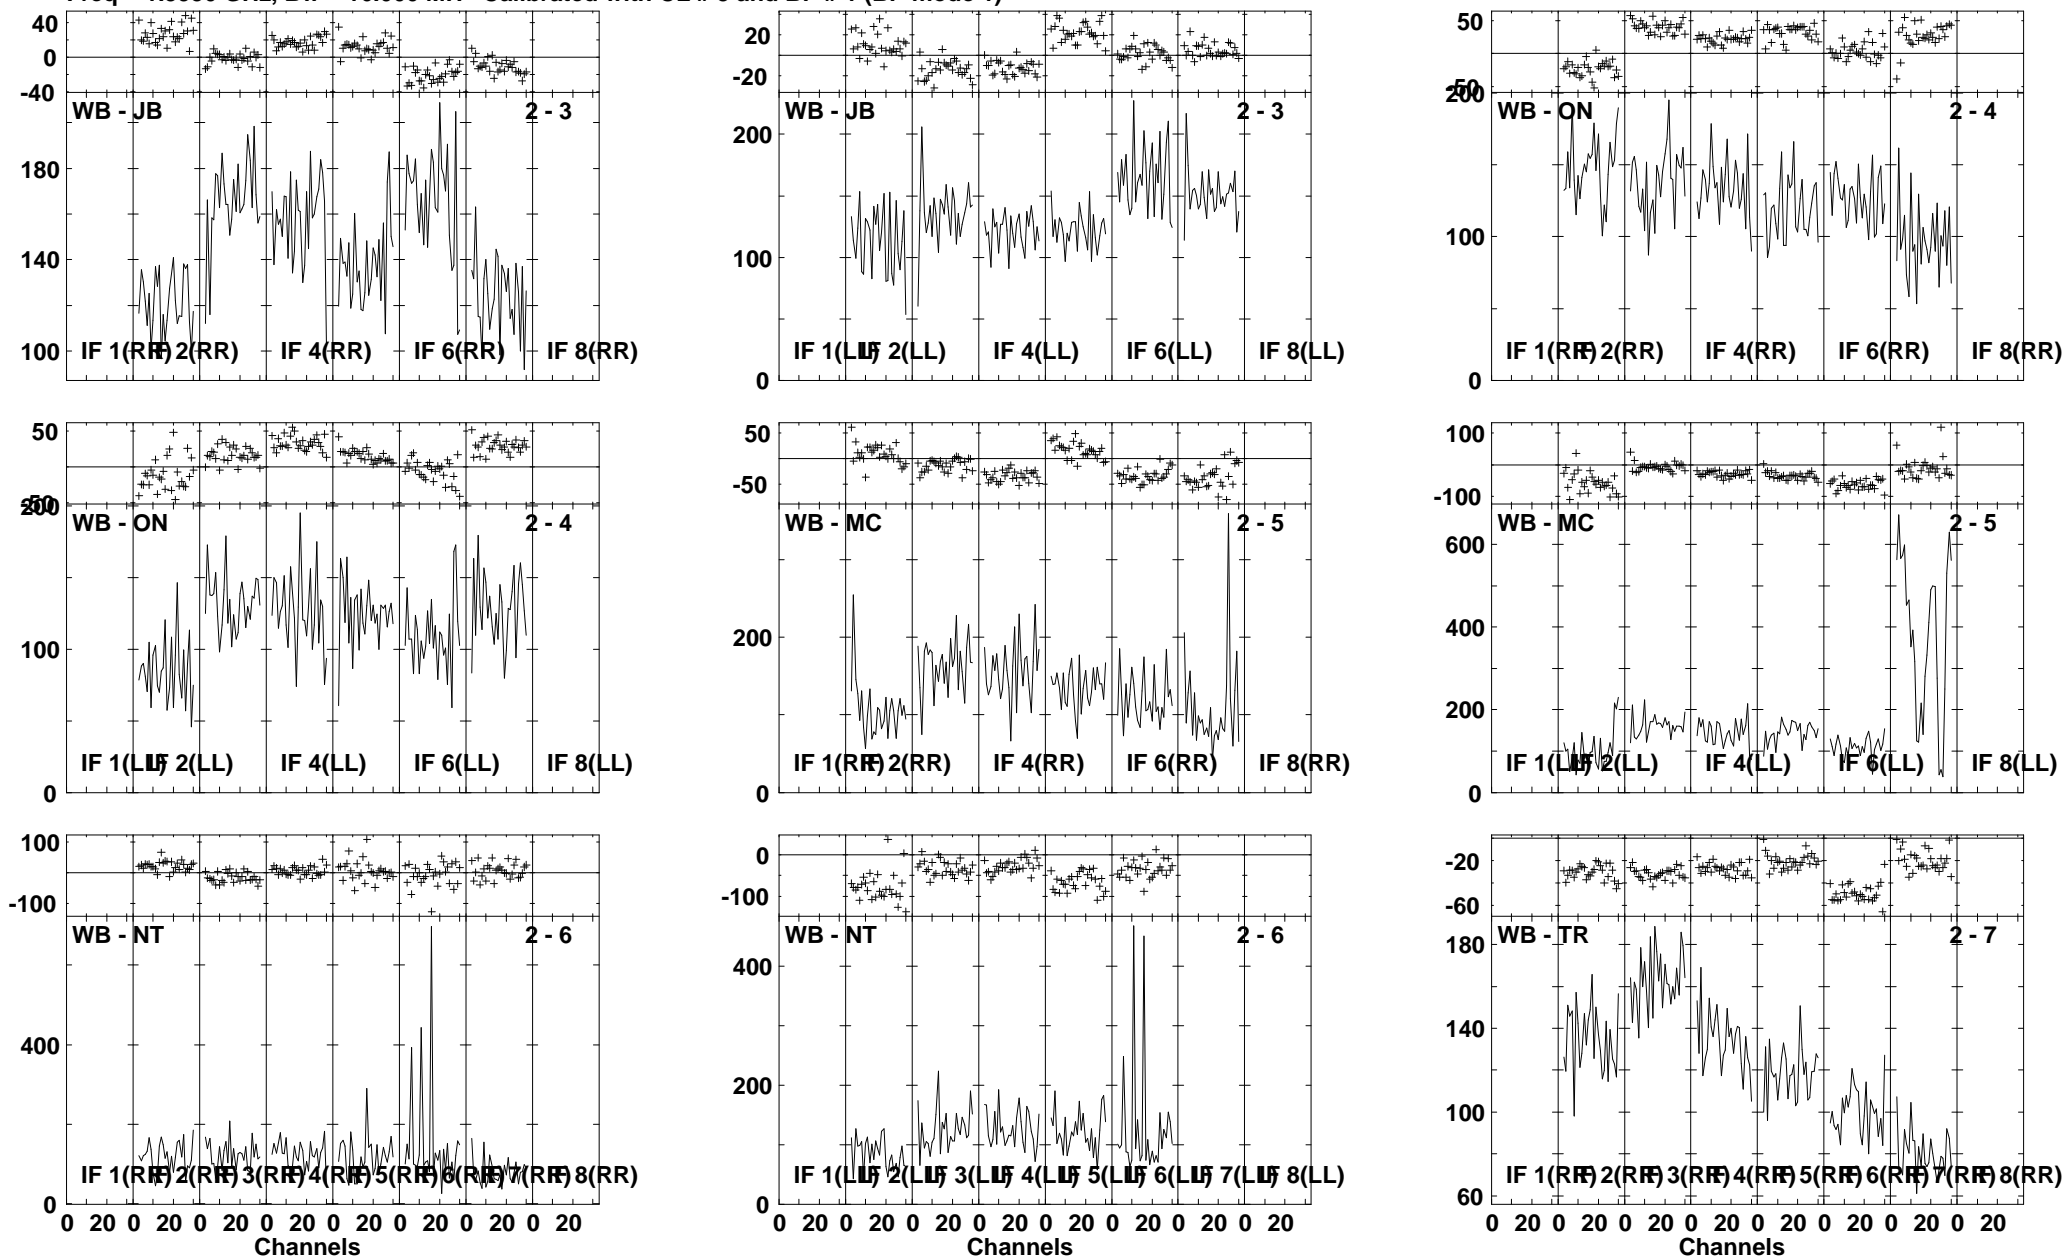 40
0
-40
WB - JB 2 - 3
180
140
100
IF 1(RR) IF 2(RR) IF 4(RR) IF 6(RR) IF 8(RR)
20
-20
WB - JB 2 - 3
200
100
0
IF 1(LL) IF 2(LL) IF 4(LL) IF 6(LL) IF 8(LL)
50
-50
200
WB - ON 2 - 4
100
0
IF 1(RR) IF 2(RR) IF 4(RR) IF 6(RR) IF 8(RR)
50
-50
200
WB - ON 2 - 4
100
0
IF 1(LL) IF 2(LL) IF 4(LL) IF 6(LL) IF 8(LL)
50
-50
WB - MC 2 - 5
200
0
IF 1(RR) IF 2(RR) IF 4(RR) IF 6(RR) IF 8(RR)
100
-100
WB - MC 2 - 5
600
400
200
0
IF 1(LL) IF 2(LL) IF 4(LL) IF 6(LL) IF 8(LL)
100
-100
WB - NT 2 - 6
400
0
IF 1(RR) IF 2(RR) IF 3(RR) IF 4(RR) IF 5(RR) IF 6(RR) IF 7(RR) IF 8(RR)
0 20 0 20 0 20 0 20 0 20 0 20 0 20 0 20
Channels
0
-100
WB - NT 2 - 6
400
200
0
IF 1(LL) IF 2(LL) IF 3(LL) IF 4(LL) IF 5(LL) IF 6(LL) IF 7(LL) IF 8(LL)
0 20 0 20 0 20 0 20 0 20 0 20 0 20 0 20
Channels
-20
-60
WB - TR 2 - 7
180
140
100
60
IF 1(RR) IF 2(RR) IF 3(RR) IF 4(RR) IF 5(RR) IF 6(RR) IF 7(RR) IF 8(RR)
0 20 0 20 0 20 0 20 0 20 0 20 0 20 0 20
Channels